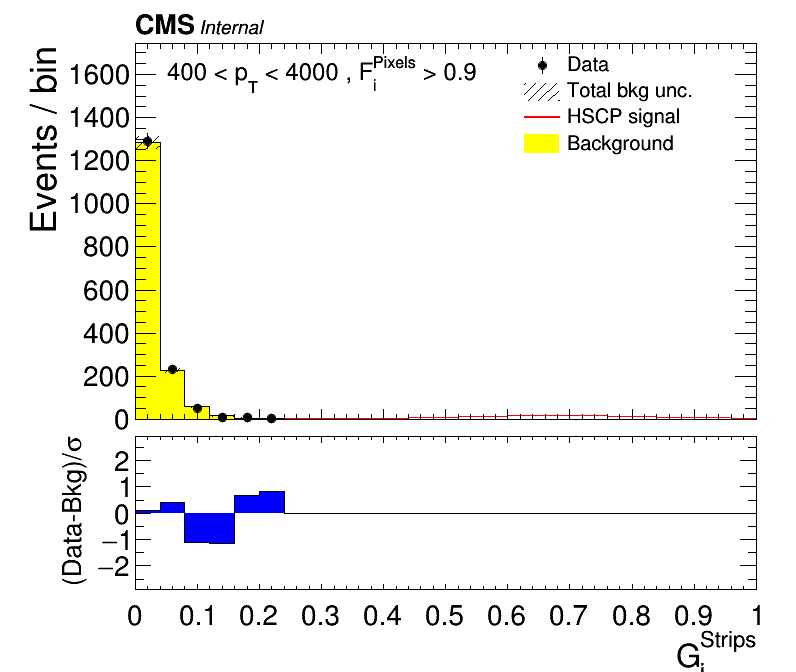 CMS Internal
400 < p_T < 4000 , F_i^Pixels > 0.9
Data
Total bkg unc.
HSCP signal
Background
Events / bin
1600
1400
1200
1000
800
600
400
200
0
(Data-Bkg)/σ
2
1
0
−1
−2
0 0.1 0.2 0.3 0.4 0.5 0.6 0.7 0.8 0.9 1
G_i^Strips